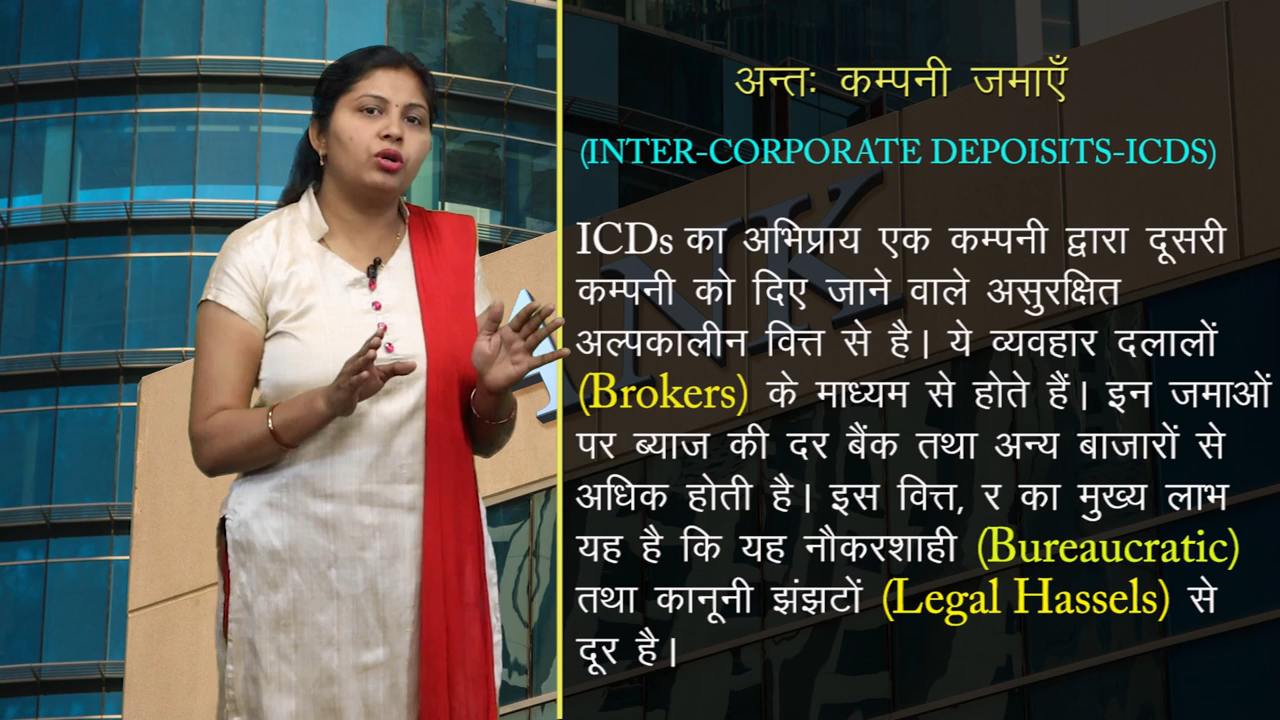 अन्तः कम्पनी जमाएँ
(INTER-CORPORATE DEPOISITS-ICDS)
ICDs का अभिप्राय एक कम्पनी द्वारा दूसरी
कम्पनी को दिए जाने वाले असुरक्षित
अल्पकालीन वित्त से है। ये व्यवहार दलालों
(Brokers) के माध्यम से होते हैं। इन जमाओं
पर ब्याज की दर बैंक तथा अन्य बाजारों से
अधिक होती है। इस वित्त, र का मुख्य लाभ
यह है कि यह नौकरशाही (Bureaucratic)
तथा कानूनी झंझटों (Legal Hassels) से
दूर है।